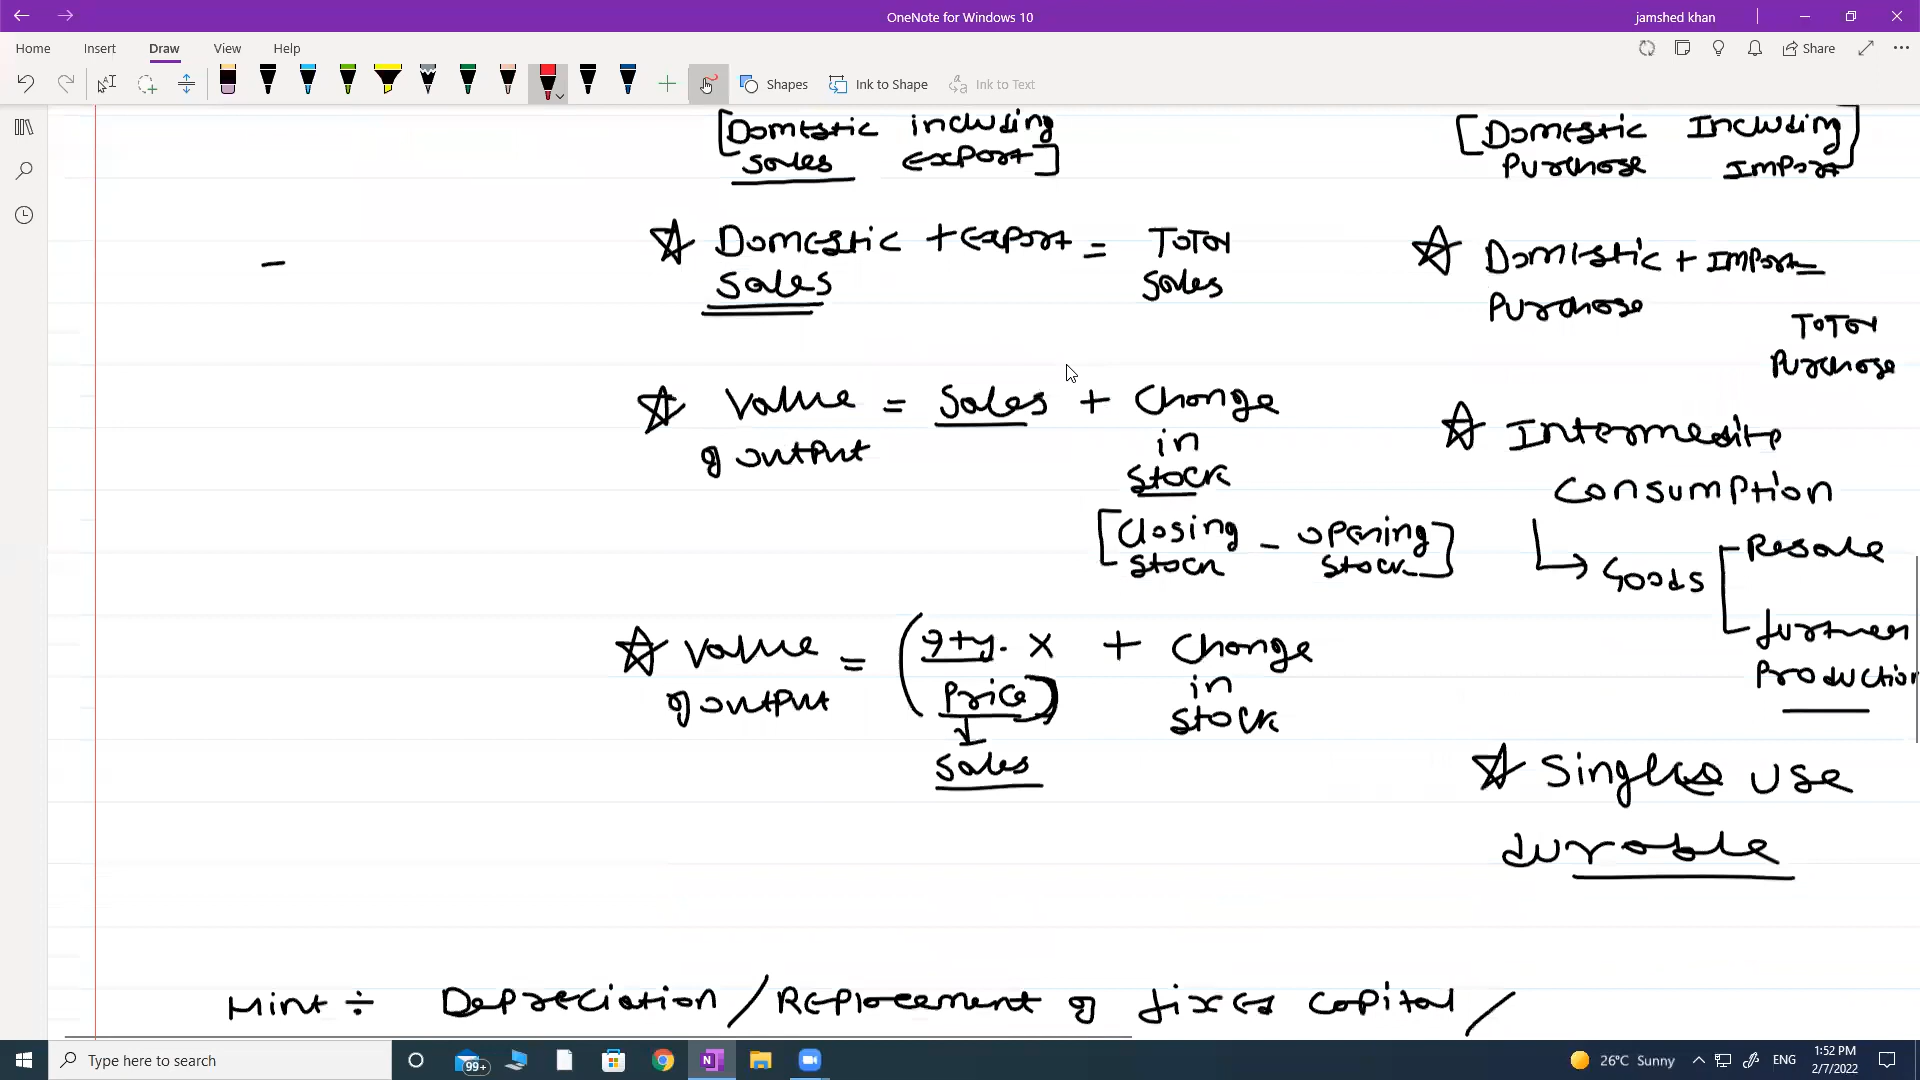 OneNote for Windows 10
jamshed khan
Home Insert Draw View Help
Share
Shapes Ink to Shape Ink to Text
[Domestic including
sales export]
[Domestic Including
Purchase Import]
☆ Domestic + export = Total
sales sales
☆ Domestic + Import =
Purchase
Total
Purchase
☆ Value = Sales + Change
of output in
stock
[Closing - opening
stock stock]
☆ Intermedite
Consumption
→ Goods Resale
further
Production
☆ Value = (qty. x + Change
of output Price) in
stock
Sales
☆ Single use
durable
Hint ÷ Depreciation / Replacement of fixed capital /
Type here to search
99+
26°C Sunny
ENG
1:52 PM
2/7/2022